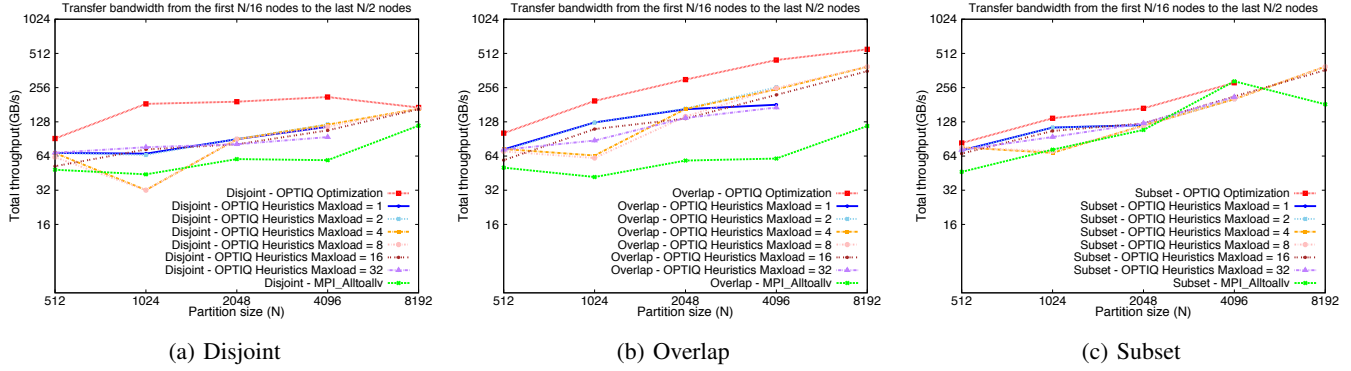 Transfer bandwidth from the first N/16 nodes to the last N/2 nodes
Total throughput(GB/s)
1024
512
256
128
64
32
16
Disjoint - OPTIQ Optimization
Disjoint - OPTIQ Heuristics Maxload = 1
Disjoint - OPTIQ Heuristics Maxload = 2
Disjoint - OPTIQ Heuristics Maxload = 4
Disjoint - OPTIQ Heuristics Maxload = 8
Disjoint - OPTIQ Heuristics Maxload = 16
Disjoint - OPTIQ Heuristics Maxload = 32
Disjoint - MPI_Alltoallv
512
1024
2048
4096
8192
Partition size (N)
(a) Disjoint
Transfer bandwidth from the first N/16 nodes to the last N/2 nodes
Total throughput(GB/s)
1024
512
256
128
64
32
16
Overlap - OPTIQ Optimization
Overlap - OPTIQ Heuristics Maxload = 1
Overlap - OPTIQ Heuristics Maxload = 2
Overlap - OPTIQ Heuristics Maxload = 4
Overlap - OPTIQ Heuristics Maxload = 8
Overlap - OPTIQ Heuristics Maxload = 16
Overlap - OPTIQ Heuristics Maxload = 32
Overlap - MPI_Alltoallv
512
1024
2048
4096
8192
Partition size (N)
(b) Overlap
Transfer bandwidth from the first N/16 nodes to the last N/2 nodes
Total throughput(GB/s)
1024
512
256
128
64
32
16
Subset - OPTIQ Optimization
Subset - OPTIQ Heuristics Maxload = 1
Subset - OPTIQ Heuristics Maxload = 2
Subset - OPTIQ Heuristics Maxload = 4
Subset - OPTIQ Heuristics Maxload = 8
Subset - OPTIQ Heuristics Maxload = 16
Subset - OPTIQ Heuristics Maxload = 32
Subset - MPI_Alltoallv
512
1024
2048
4096
8192
Partition size (N)
(c) Subset